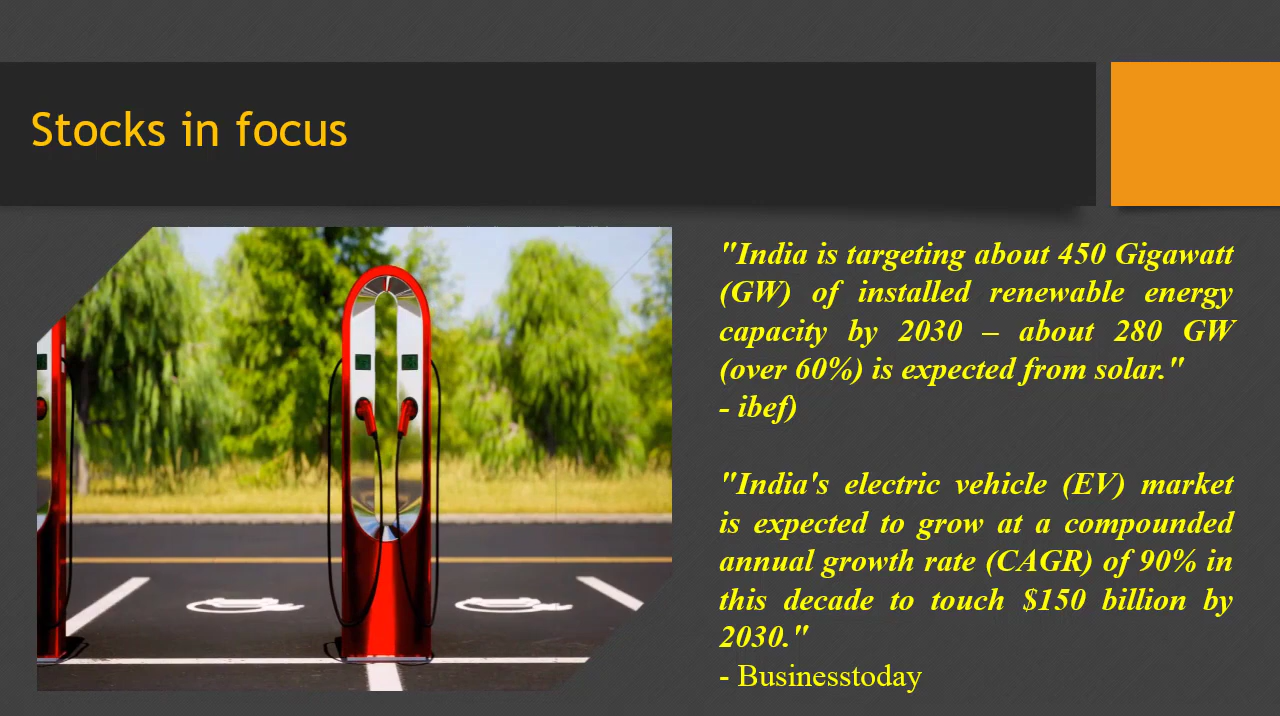 Stocks in focus
"India is targeting about 450 Gigawatt
(GW) of installed renewable energy
capacity by 2030 – about 280 GW
(over 60%) is expected from solar."
- ibef)
"India's electric vehicle (EV) market
is expected to grow at a compounded
annual growth rate (CAGR) of 90% in
this decade to touch $150 billion by
2030."
- Businesstoday